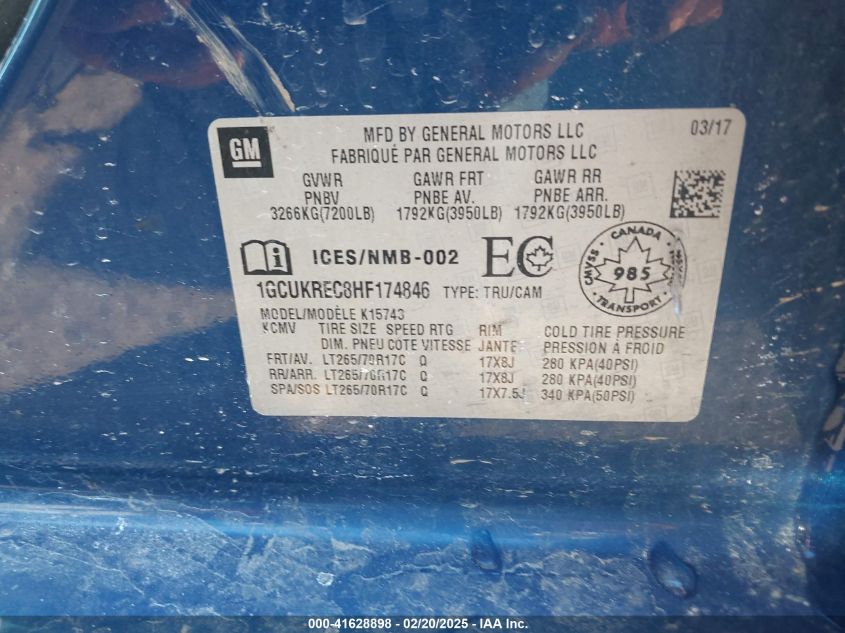 GM
MFD BY GENERAL MOTORS LLC 03/17
FABRIQUÉ PAR GENERAL MOTORS LLC
GVWR GAWR FRT GAWR RR
PNBV PNBE AV. PNBE ARR.
3266KG(7200LB) 1792KG(3950LB) 1792KG(3950LB)
i ICES/NMB-002 EC CANADA CMVSS 985 TRANSPORT
1GCUKREC8HF174846 TYPE: TRU/CAM
MODEL/MODÈLE K15743
KCMV TIRE SIZE SPEED RTG RIM COLD TIRE PRESSURE
DIM. PNEU COTE VITESSE JANTE PRESSION À FROID
FRT/AV. LT265/70R17C Q 17X8J 280 KPA(40PSI)
RR/ARR. LT265/70R17C Q 17X8J 280 KPA(40PSI)
SPA/SOS LT265/70R17C Q 17X7.5J 340 KPA(50PSI)
000-41628898 - 02/20/2025 - IAA Inc.